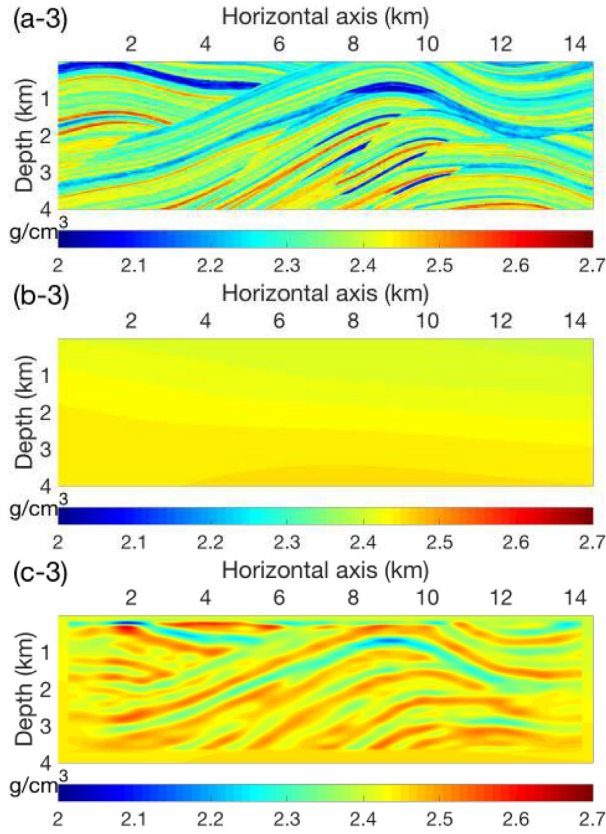 (a-3)
Horizontal axis (km)
2 4 6 8 10 12 14
Depth (km)
1
2
3
4
g/cm³
2 2.1 2.2 2.3 2.4 2.5 2.6 2.7
(b-3)
Horizontal axis (km)
2 4 6 8 10 12 14
Depth (km)
1
2
3
4
g/cm³
2 2.1 2.2 2.3 2.4 2.5 2.6 2.7
(c-3)
Horizontal axis (km)
2 4 6 8 10 12 14
Depth (km)
1
2
3
4
g/cm³
2 2.1 2.2 2.3 2.4 2.5 2.6 2.7